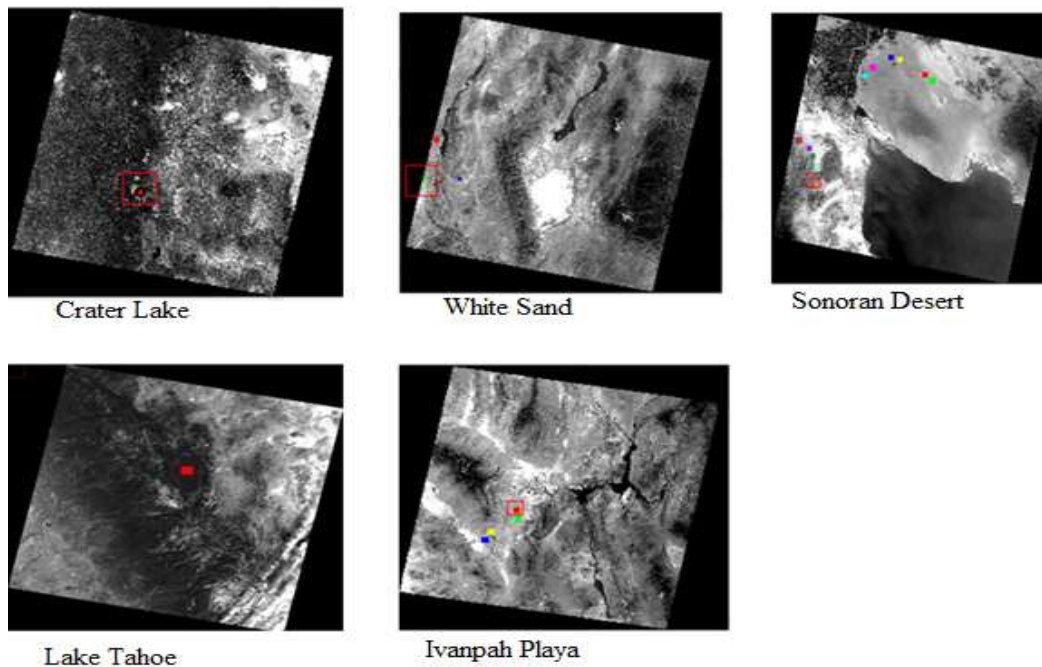 Crater Lake
White Sand
Sonoran Desert
Lake Tahoe
Ivanpah Playa